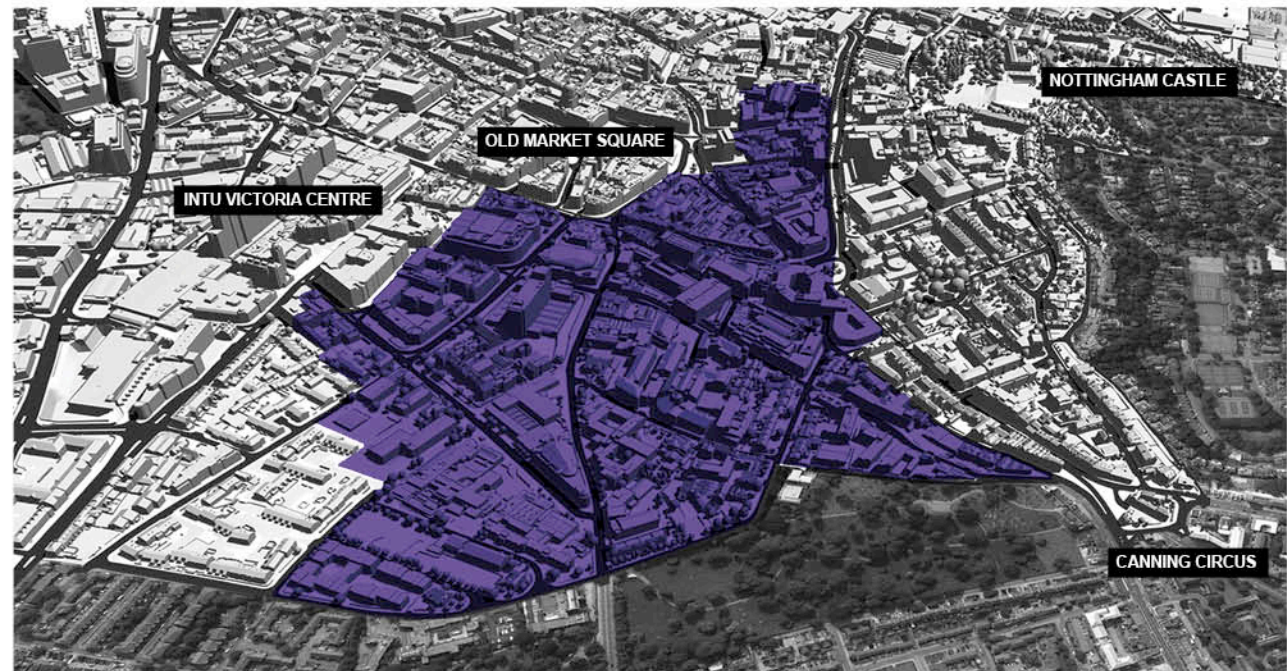 NOTTINGHAM CASTLE
OLD MARKET SQUARE
INTU VICTORIA CENTRE
CANNING CIRCUS